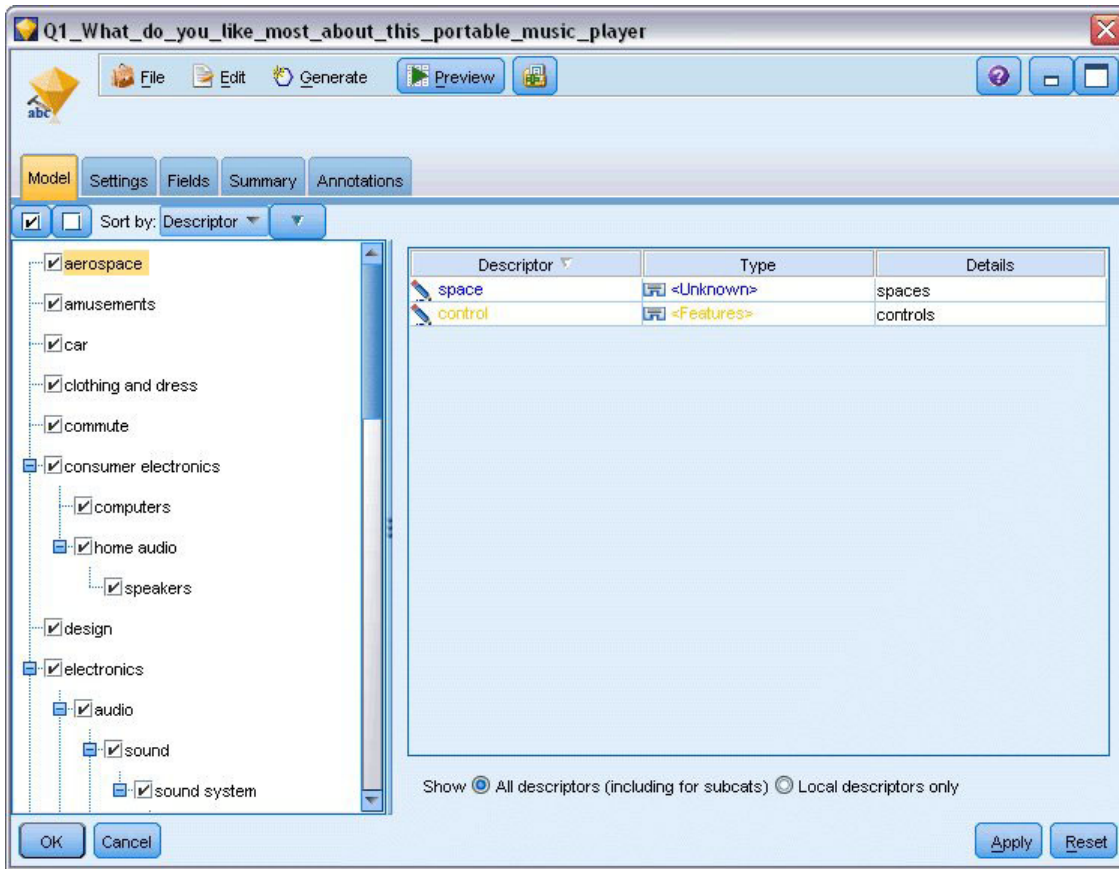 Q1_What_do_you_like_most_about_this_portable_music_player
abc
File Edit Generate Preview
Model Settings Fields Summary Annotations
Sort by: Descriptor
aerospace
amusements
car
clothing and dress
commute
consumer electronics
computers
home audio
speakers
design
electronics
audio
sound
sound system
Descriptor Type Details
space <Unknown> spaces
control <Features> controls
Show All descriptors (including for subcats) Local descriptors only
OK Cancel Apply Reset